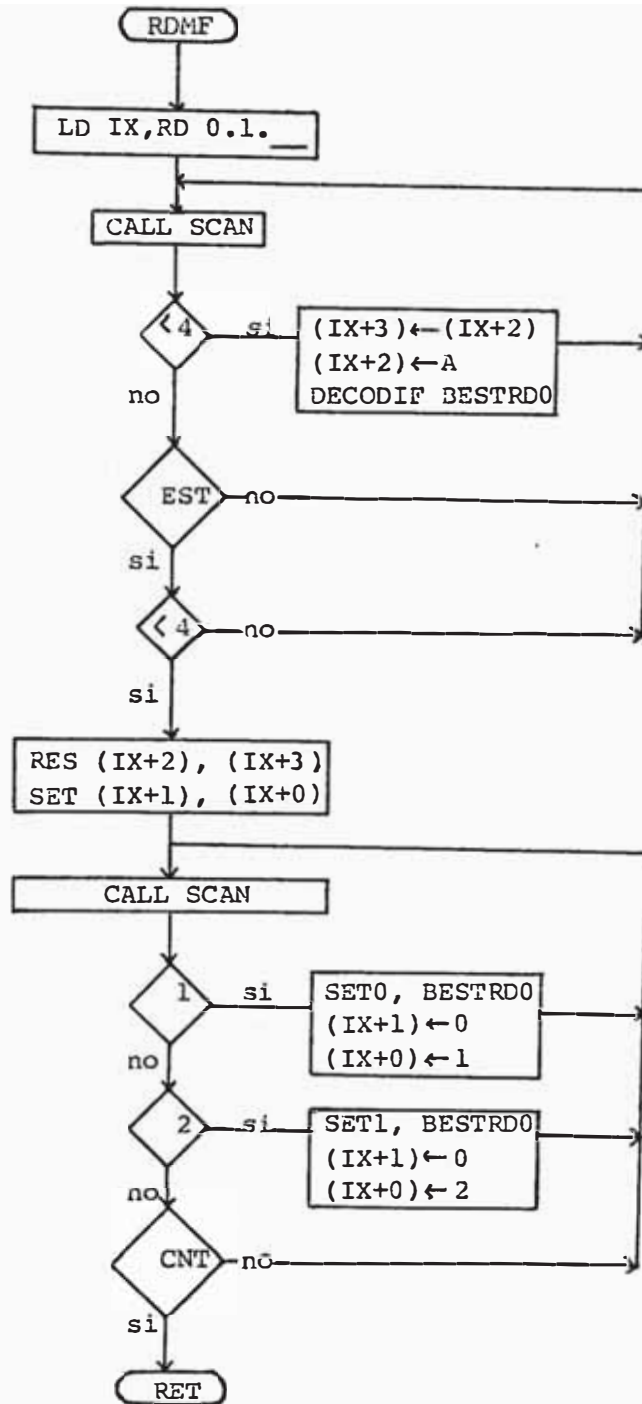 RDMF
LD IX,RD 0.1.__
CALL SCAN
<4
si
(IX+3)←(IX+2)
(IX+2)←A
DECODIF BESTRD0
no
EST
no
si
<4
no
si
RES (IX+2), (IX+3)
SET (IX+1), (IX+0)
CALL SCAN
1
si
SET0, BESTRD0
(IX+1)←0
(IX+0)←1
no
2
si
SET1, BESTRD0
(IX+1)←0
(IX+0)←2
no
CNT
no
si
RET